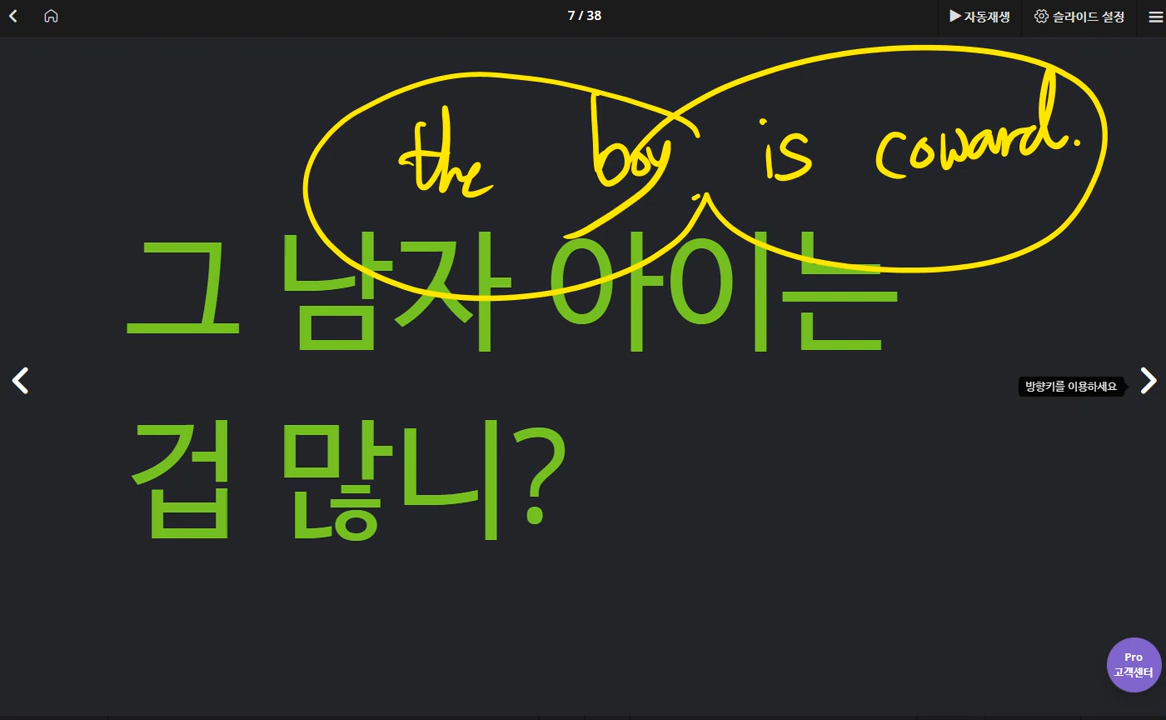 7 / 38
자동재생
슬라이드 설정
the boy is coward.
그 남자 아이는
겁 많니?
방향키를 이용하세요
Pro
고객센터